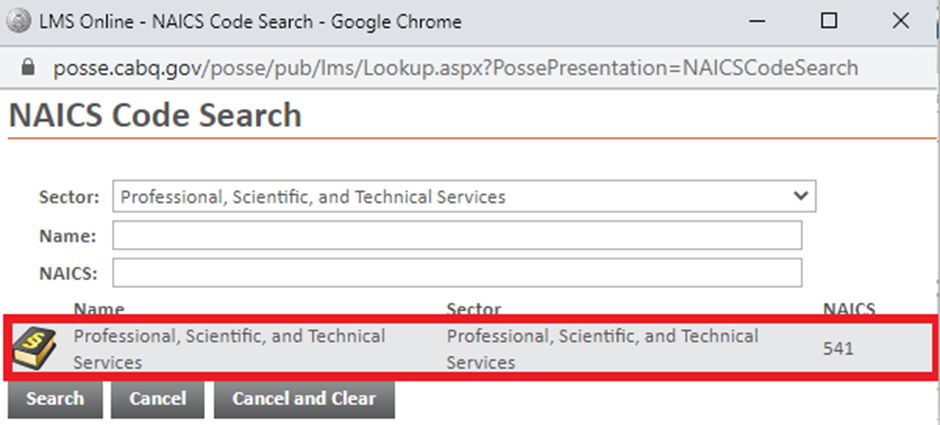 LMS Online - NAICS Code Search - Google Chrome
posse.cabq.gov/posse/pub/lms/Lookup.aspx?PossePresentation=NAICSCodeSearch
NAICS Code Search
Sector: Professional, Scientific, and Technical Services
Name:
NAICS:
Name Sector NAICS
Professional, Scientific, and Technical Professional, Scientific, and Technical
541
Services Services
Search Cancel Cancel and Clear